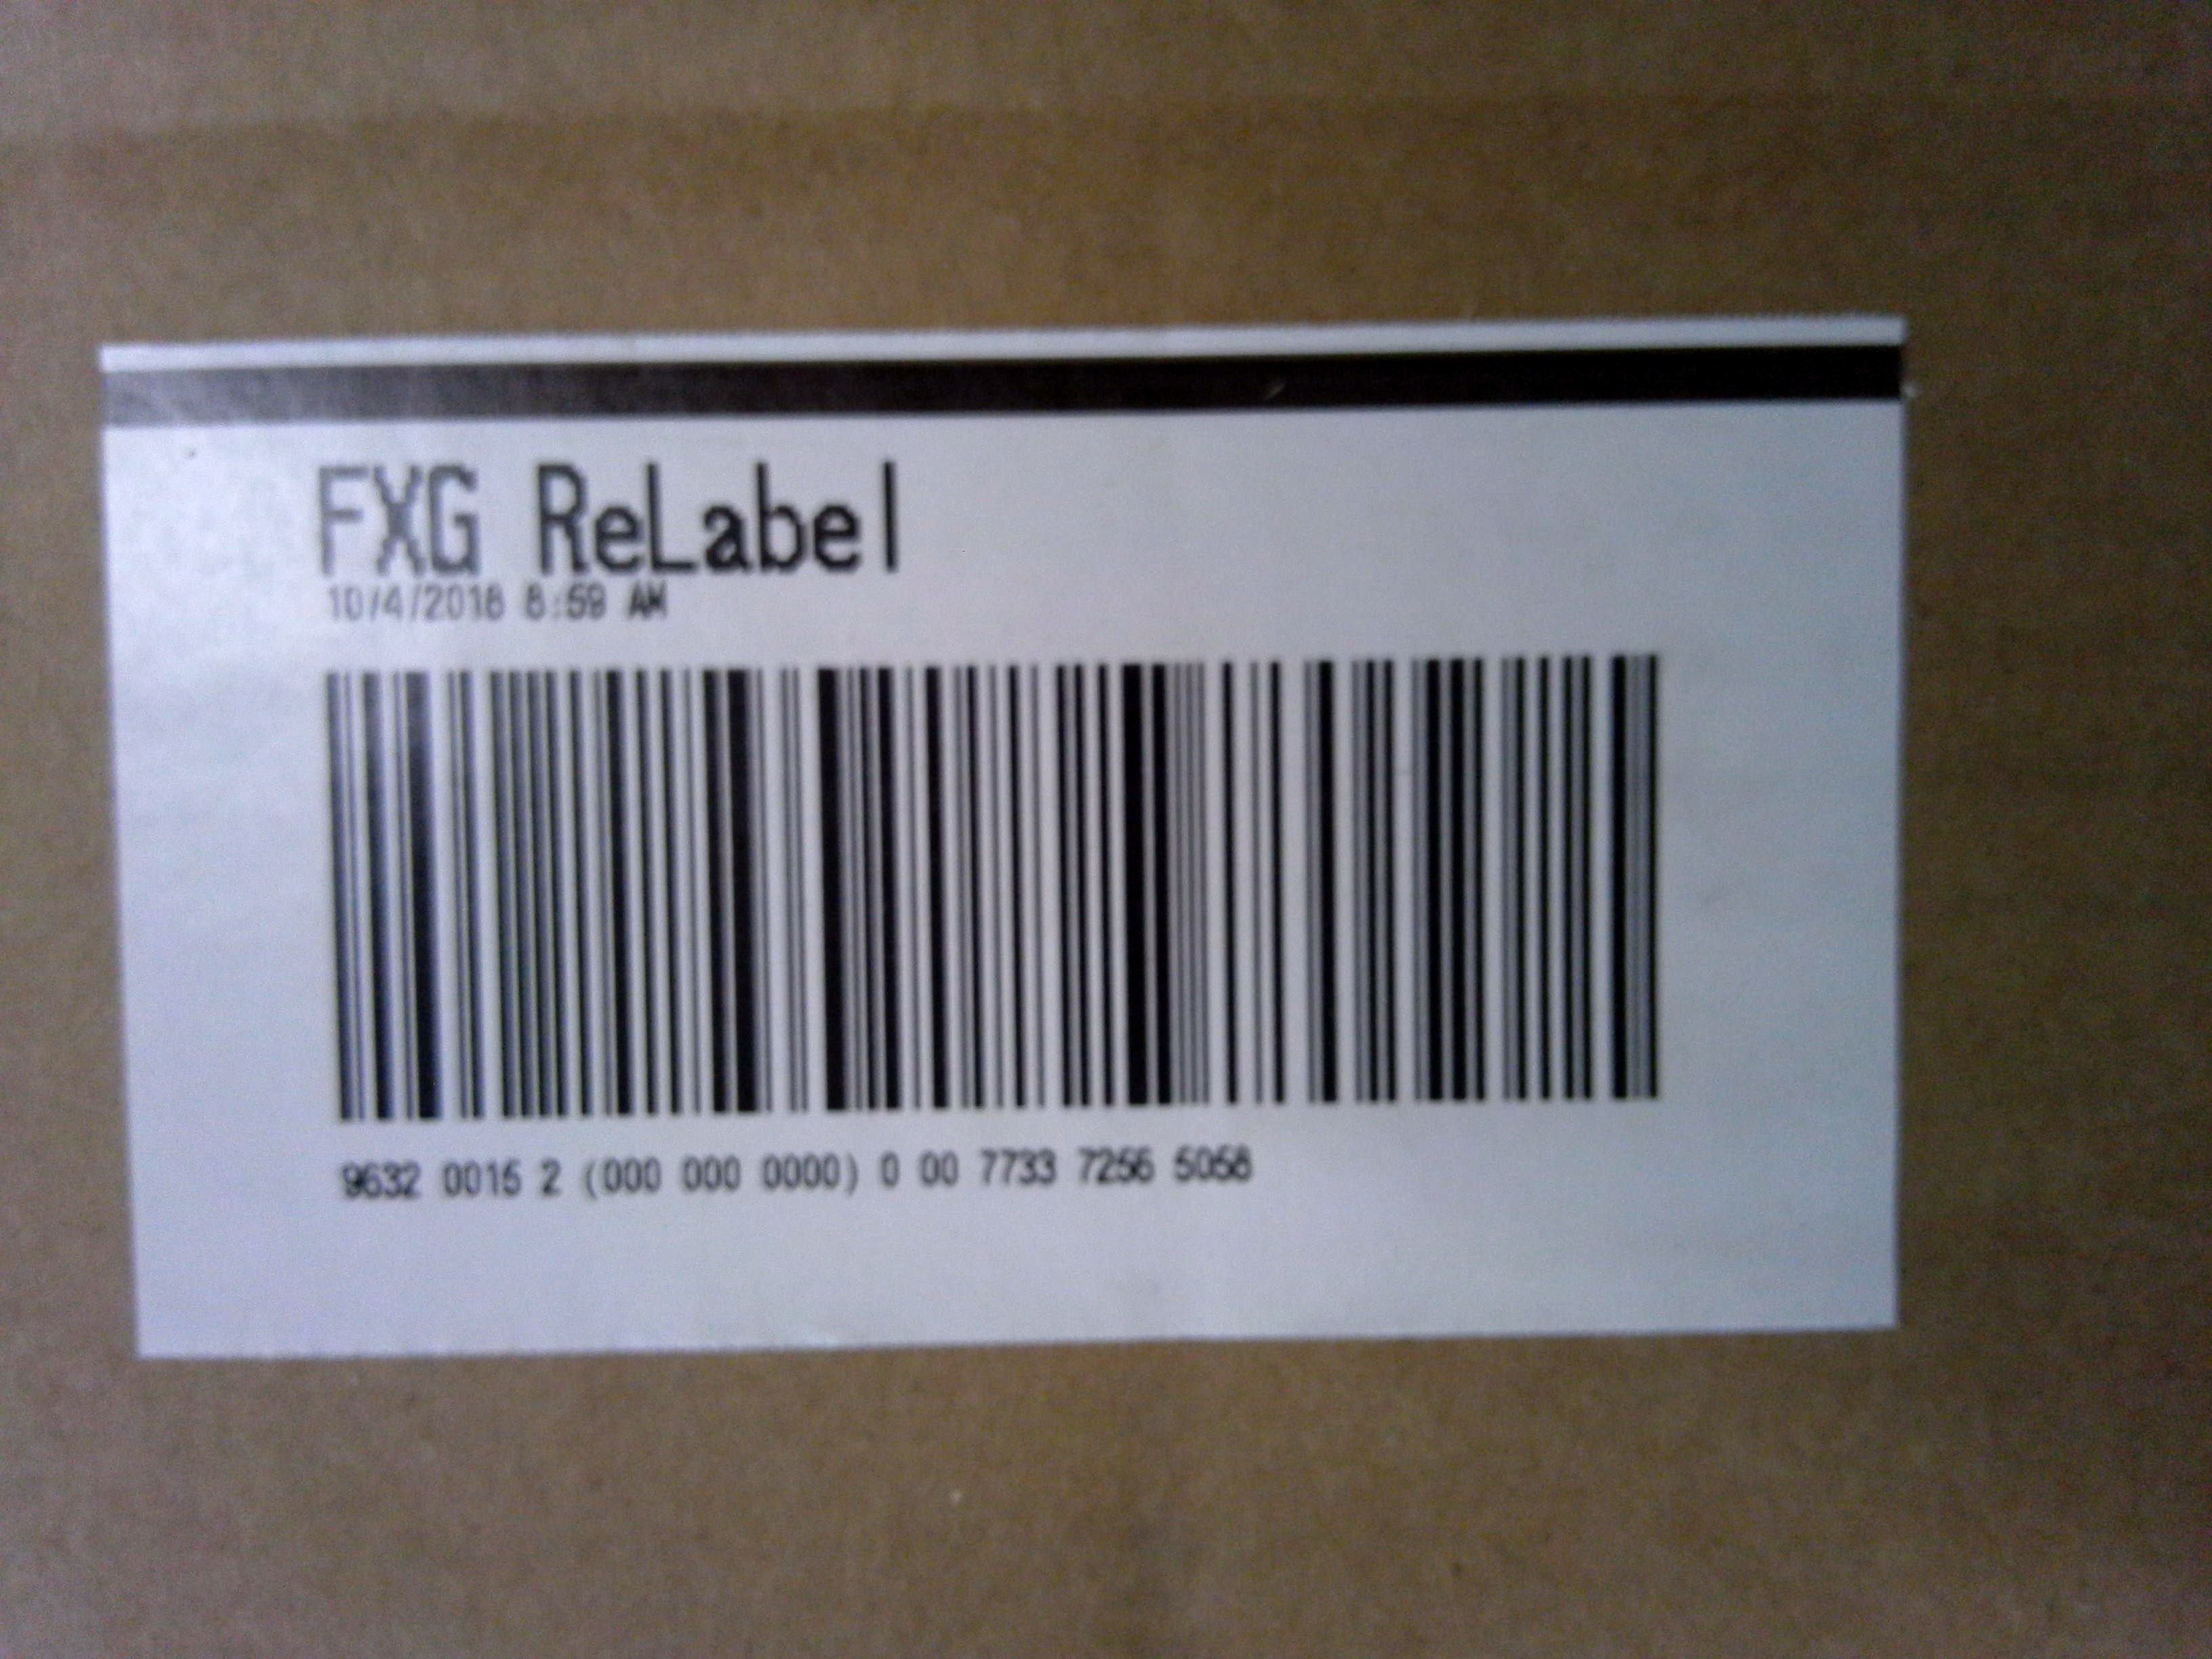 FXG ReLabel
10/4/2018 8:59 AM
9632 0015 2 (000 000 0000) 0 00 7733 7256 5058